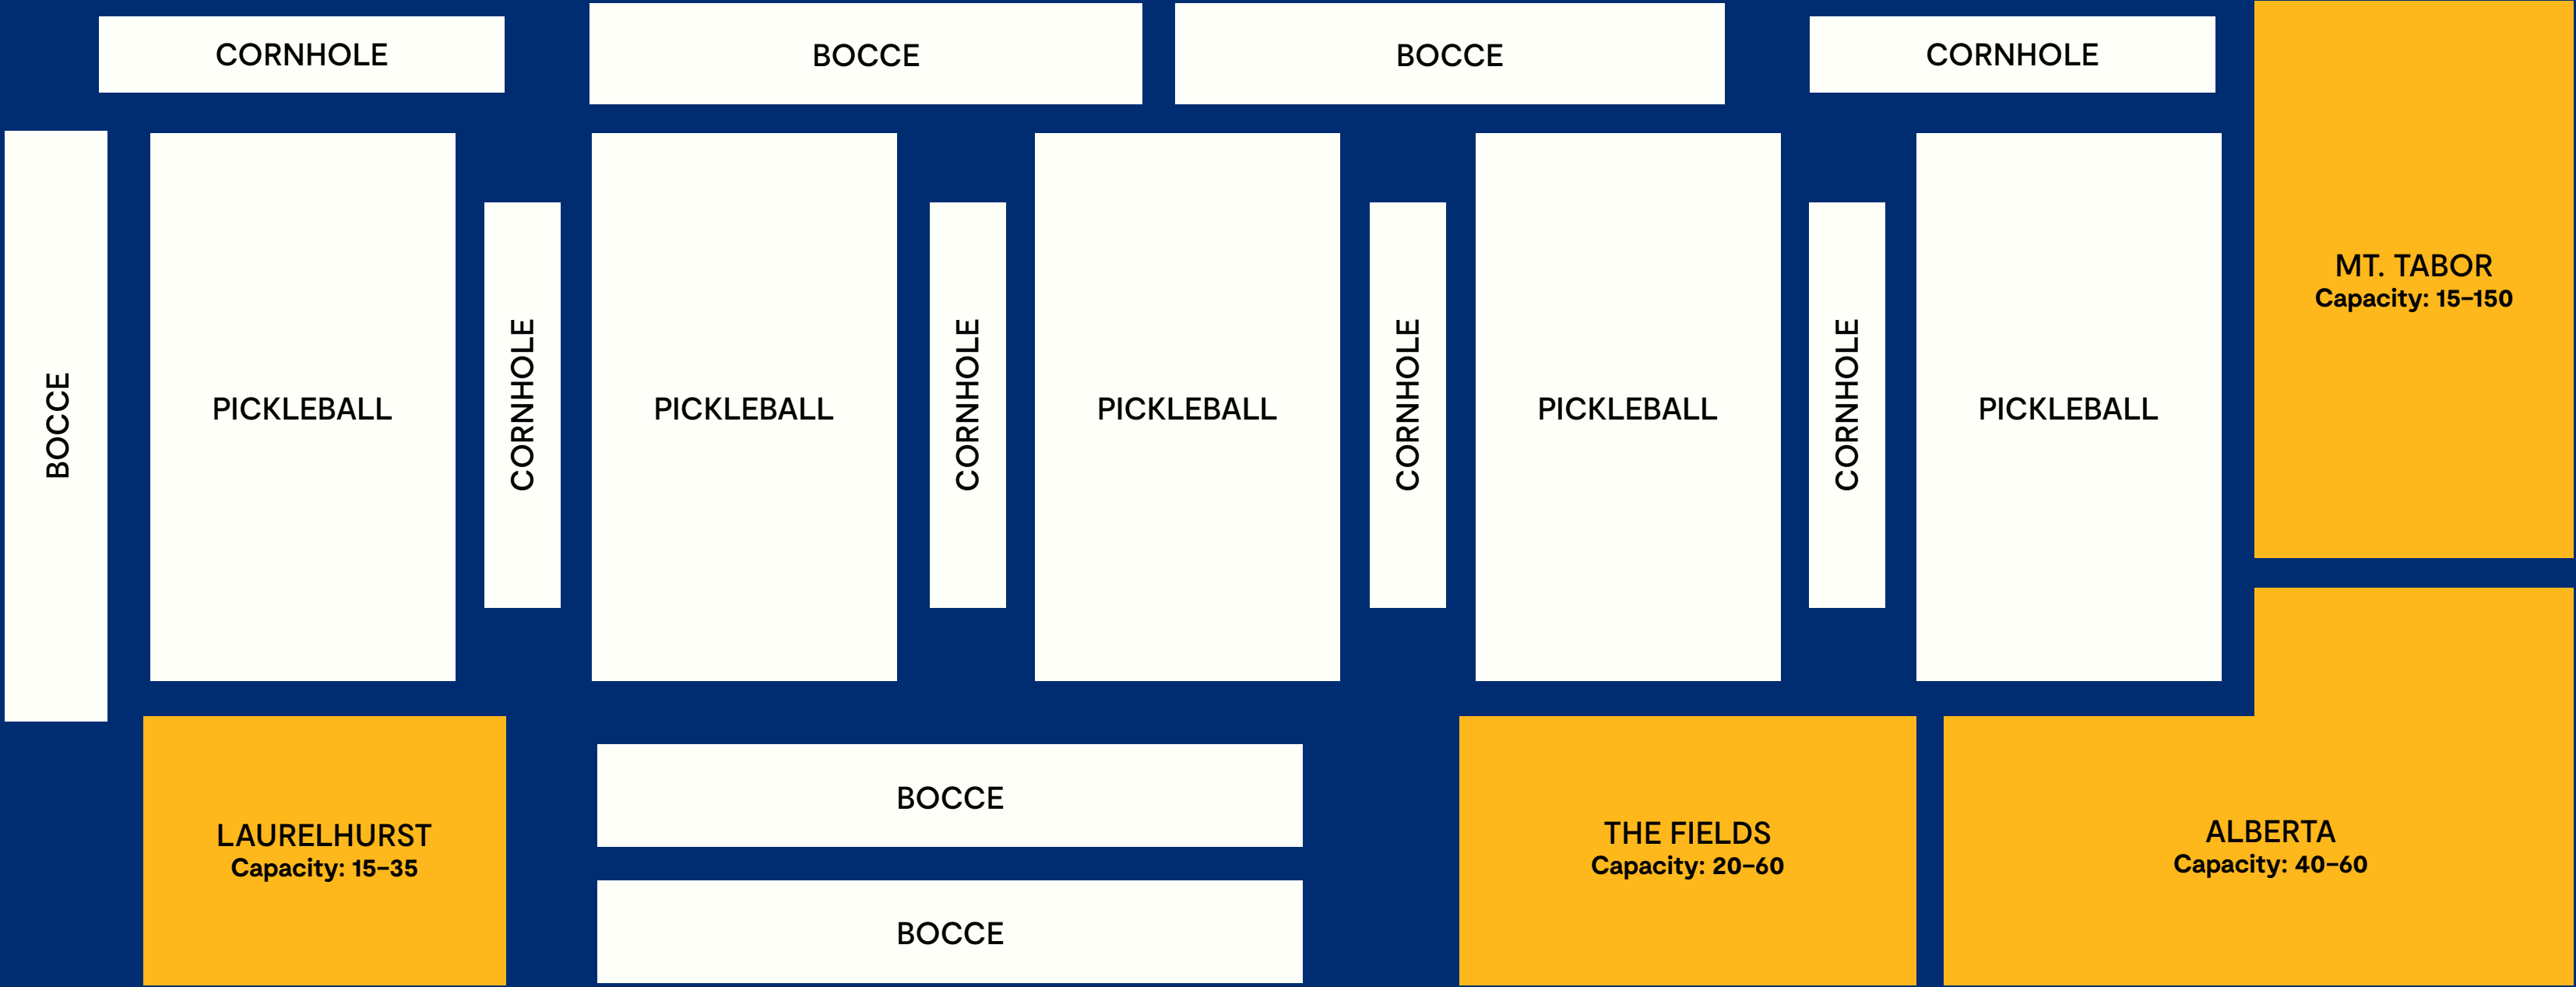 CORNHOLE
BOCCE
BOCCE
CORNHOLE
MT. TABOR
Capacity: 15–150
BOCCE
PICKLEBALL
CORNHOLE
PICKLEBALL
CORNHOLE
PICKLEBALL
CORNHOLE
PICKLEBALL
CORNHOLE
PICKLEBALL
LAURELHURST
Capacity: 15–35
BOCCE
BOCCE
THE FIELDS
Capacity: 20–60
ALBERTA
Capacity: 40–60